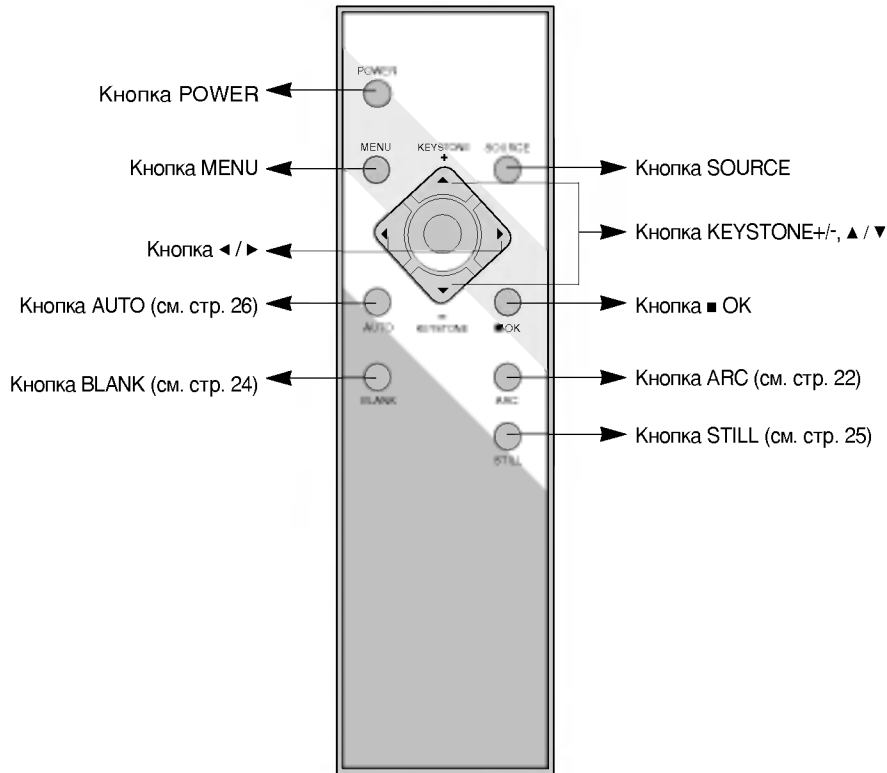 POWER
Кнопка POWER
MENU
KEYSTONE
+
SOURCE
Кнопка MENU
Кнопка SOURCE
Кнопка ◄ / ►
Кнопка KEYSTONE+/-, ▲ / ▼
Кнопка AUTO (см. стр. 26)
Кнопка ■ OK
AUTO
-
KEYSTONE
■OK
Кнопка BLANK (см. стр. 24)
Кнопка ARC (см. стр. 22)
BLANK
ARC
Кнопка STILL (см. стр. 25)
STILL